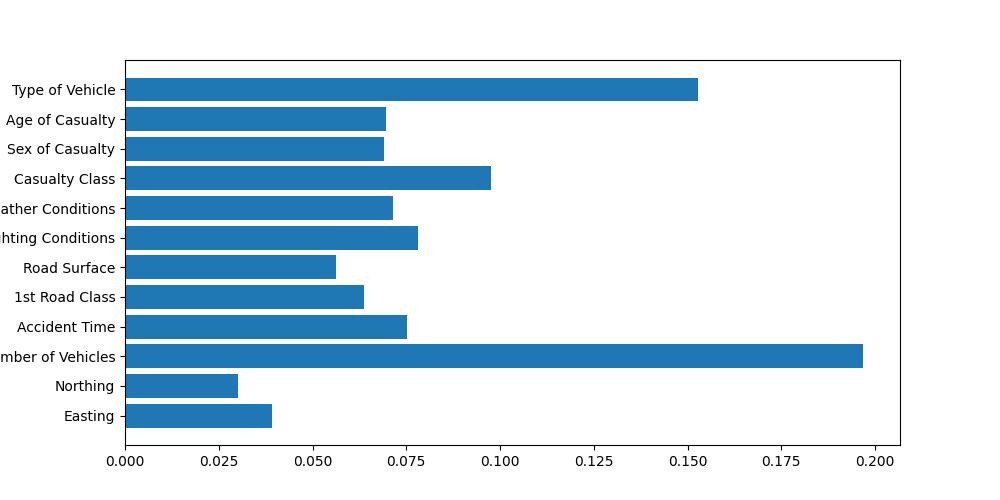 Type of Vehicle
Age of Casualty
Sex of Casualty
Casualty Class
ather Conditions
hting Conditions
Road Surface
1st Road Class
Accident Time
mber of Vehicles
Northing
Easting
0.000 0.025 0.050 0.075 0.100 0.125 0.150 0.175 0.200